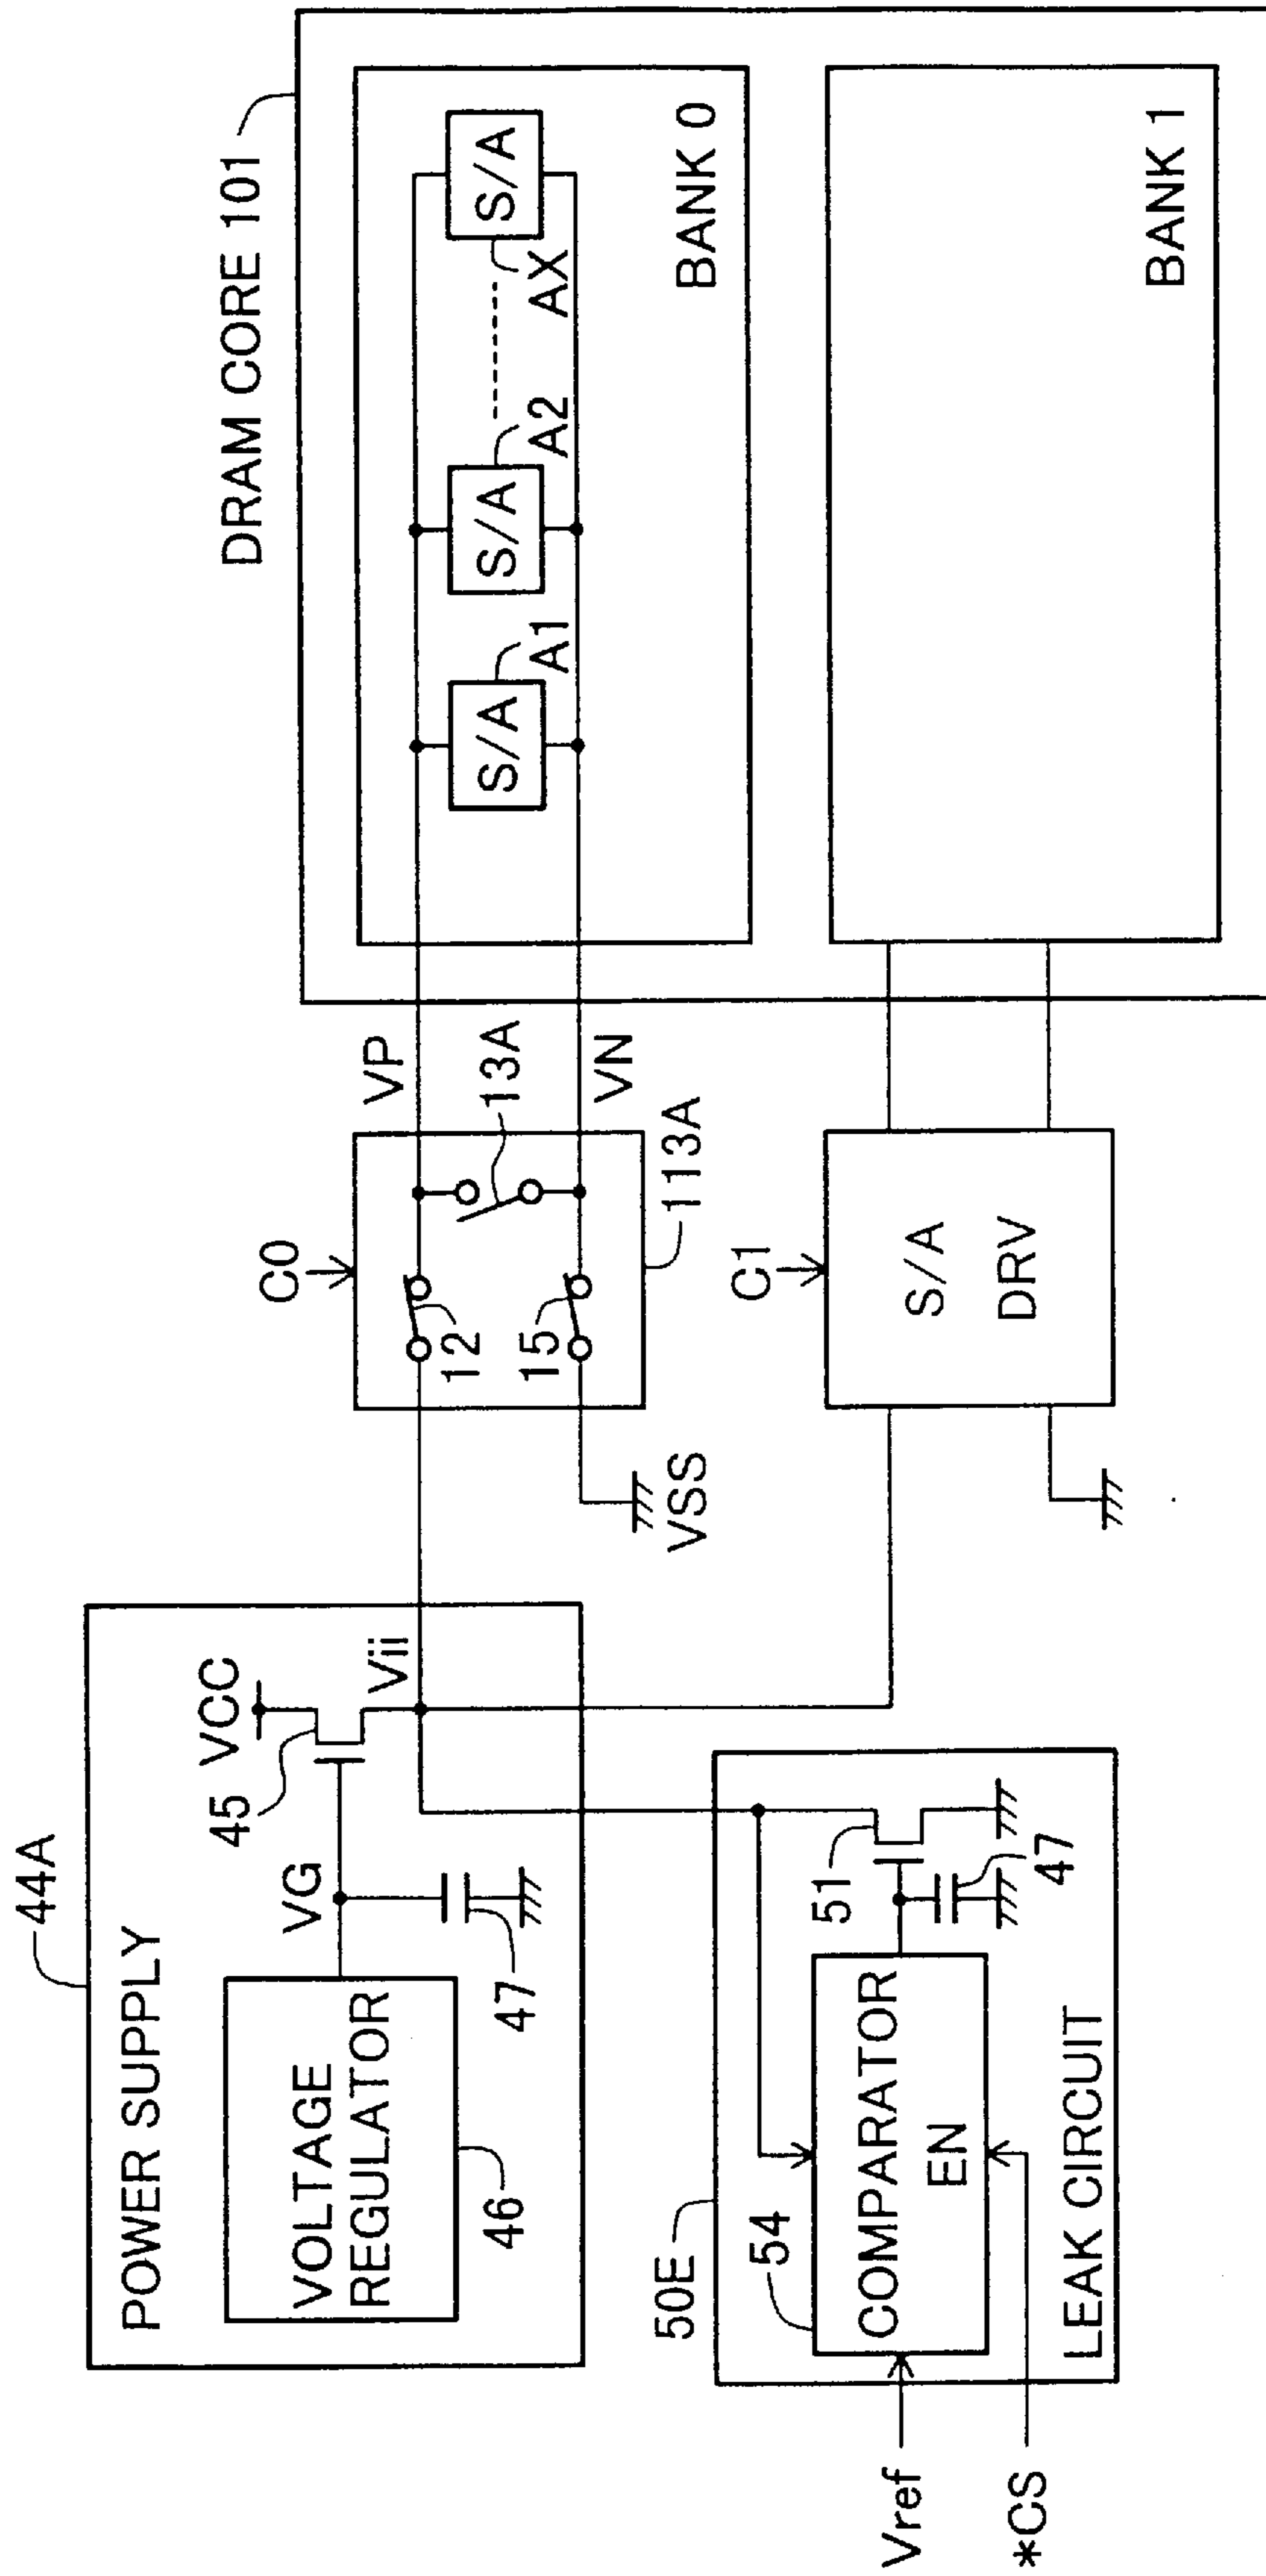 DRAM CORE 101
S/A
A1
S/A
A2
S/A
AX
BANK 0
BANK 1
VP
VN
13A
113A
C0
12
15
VSS
C1
S/A
DRV
44A
POWER SUPPLY
VCC
Vii
45
VG
47
VOLTAGE
REGULATOR
46
50E
54
COMPARATOR
EN
51
47
LEAK CIRCUIT
Vref
*CS